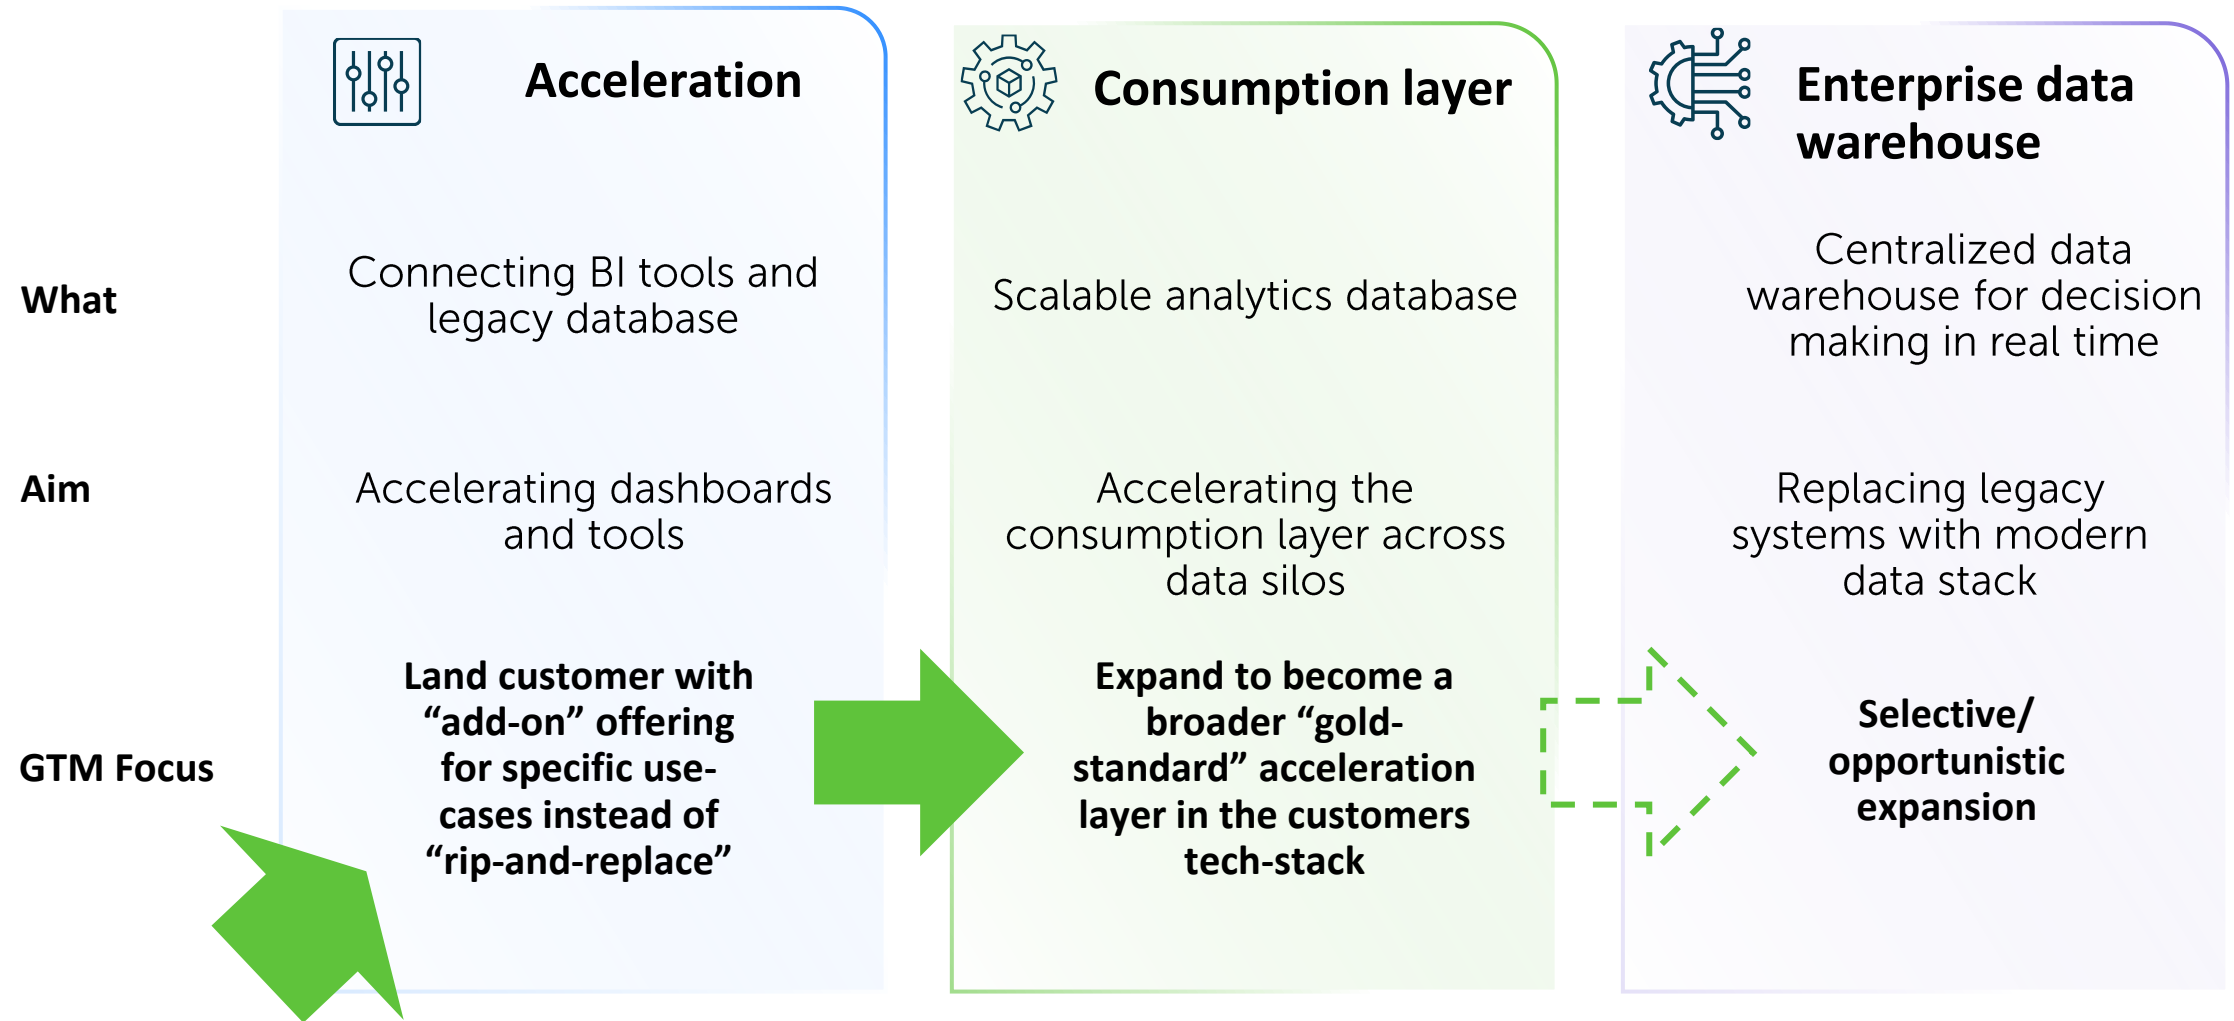 Acceleration
Consumption layer
Enterprise data
warehouse
What
Connecting BI tools and
legacy database
Scalable analytics database
Centralized data
warehouse for decision
making in real time
Aim
Accelerating dashboards
and tools
Accelerating the
consumption layer across
data silos
Replacing legacy
systems with modern
data stack
GTM Focus
Land customer with
“add-on” offering
for specific use-
cases instead of
“rip-and-replace”
Expand to become a
broader “gold-
standard” acceleration
layer in the customers
tech-stack
Selective/
opportunistic
expansion